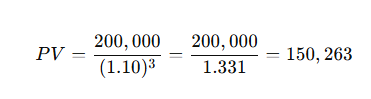 PV = 200,000 / (1.10)^3 = 200,000 / 1.331 = 150,263